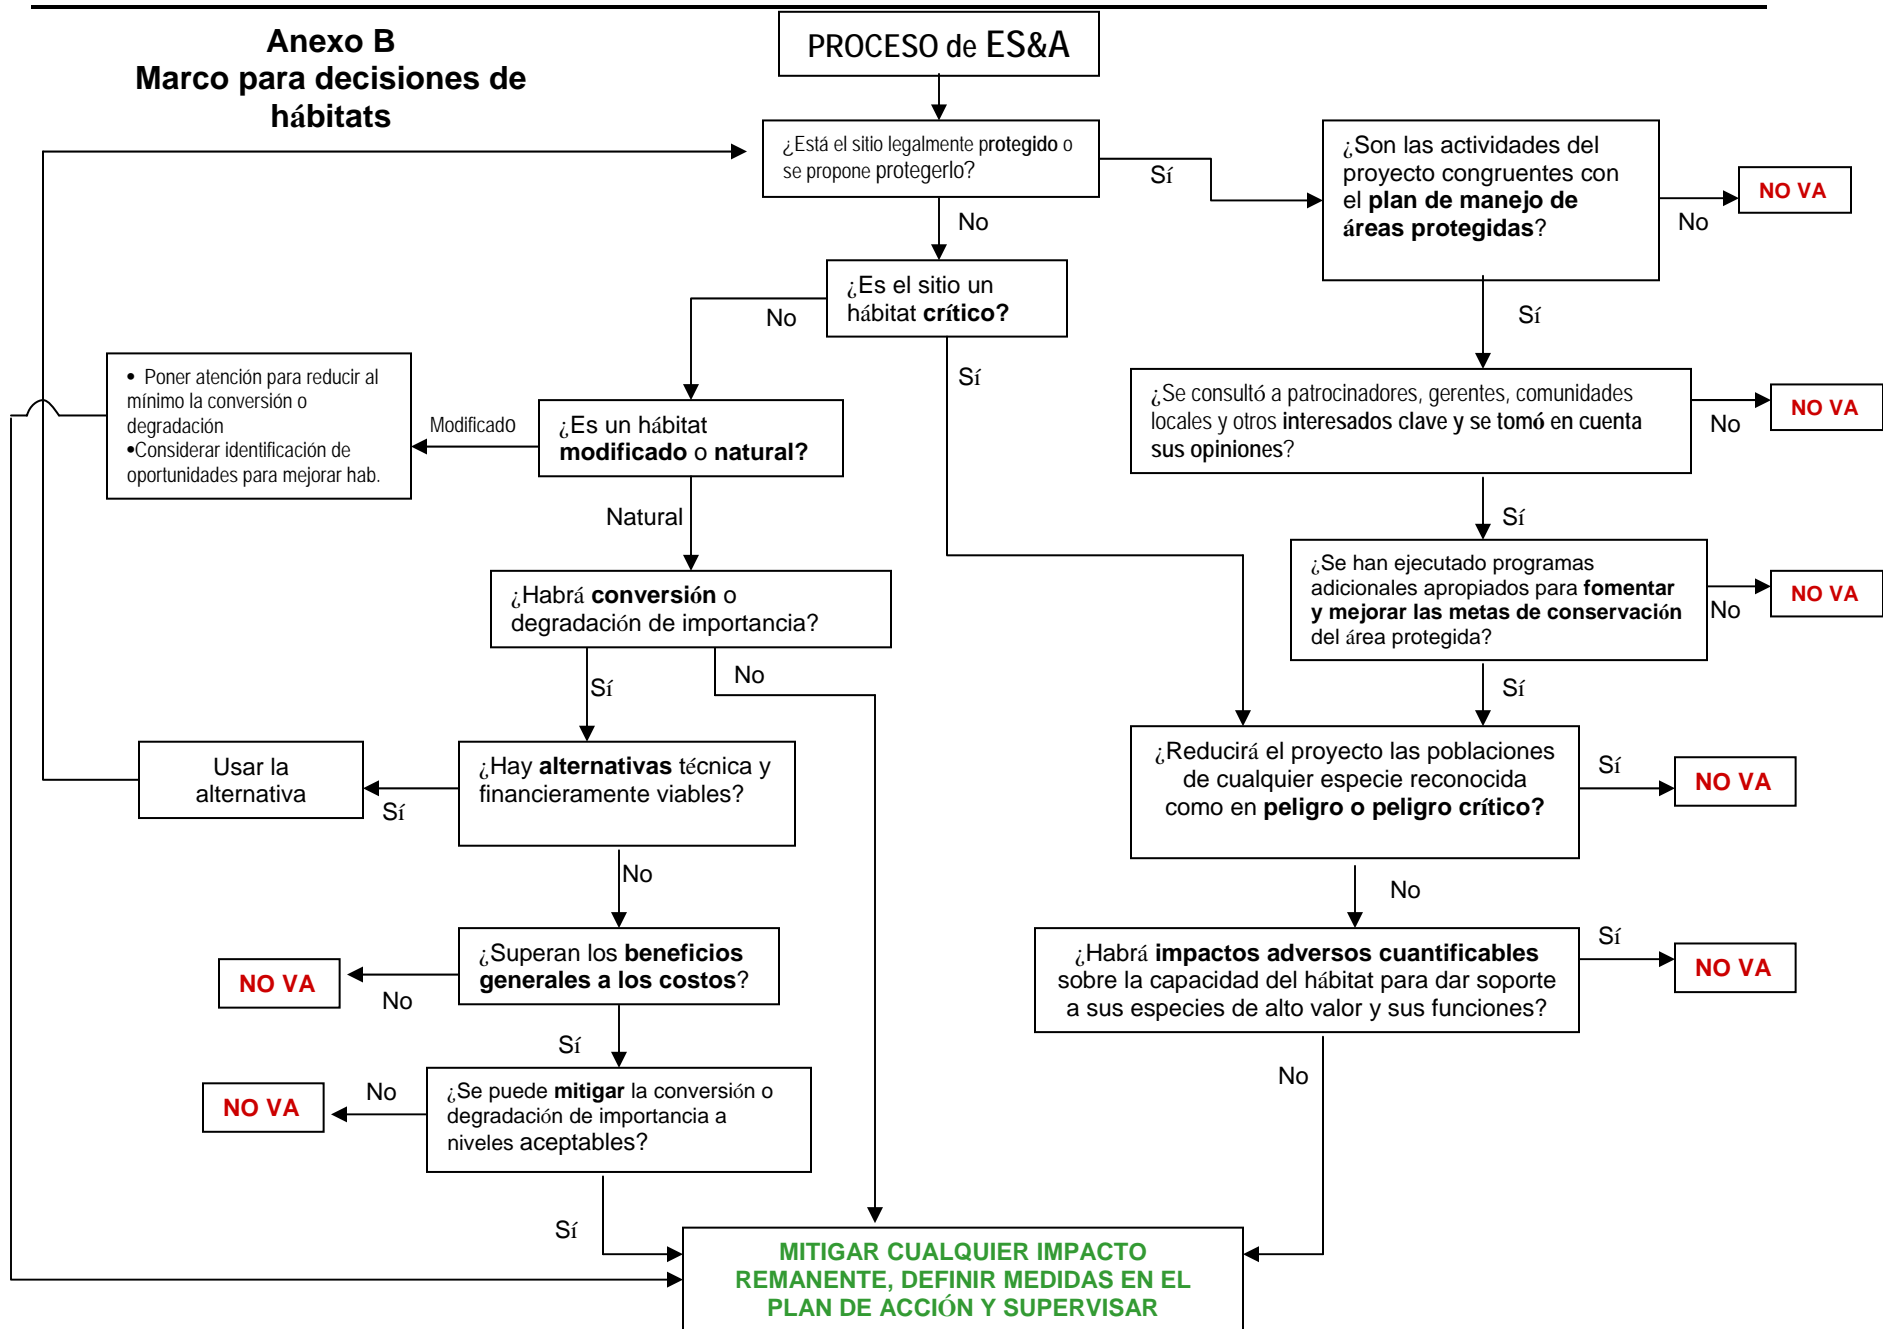 Anexo B
Marco para decisiones de
hábitats
PROCESO de ES&A
¿Está el sitio legalmente protegido o
se propone protegerlo?
Sí
No
¿Son las actividades del
proyecto congruentes con
el plan de manejo de
áreas protegidas?
No
NO VA
Sí
¿Es el sitio un
hábitat crítico?
No
Sí
¿Se consultó a patrocinadores, gerentes, comunidades
locales y otros interesados clave y se tomó en cuenta
sus opiniones?
No
NO VA
Sí
• Poner atención para reducir al
mínimo la conversión o
degradación
•Considerar identificación de
oportunidades para mejorar hab.
Modificado
¿Es un hábitat
modificado o natural?
Natural
¿Se han ejecutado programas
adicionales apropiados para fomentar
y mejorar las metas de conservación
del área protegida?
No
NO VA
Sí
¿Habrá conversión o
degradación de importancia?
Sí
No
Usar la
alternativa
Sí
¿Hay alternativas técnica y
financieramente viables?
No
¿Reducirá el proyecto las poblaciones
de cualquier especie reconocida
como en peligro o peligro crítico?
Sí
NO VA
No
NO VA
No
¿Superan los beneficios
generales a los costos?
Sí
¿Habrá impactos adversos cuantificables
sobre la capacidad del hábitat para dar soporte
a sus especies de alto valor y sus funciones?
Sí
NO VA
No
NO VA
No
¿Se puede mitigar la conversión o
degradación de importancia a
niveles aceptables?
Sí
MITIGAR CUALQUIER IMPACTO
REMANENTE, DEFINIR MEDIDAS EN EL
PLAN DE ACCIÓN Y SUPERVISAR